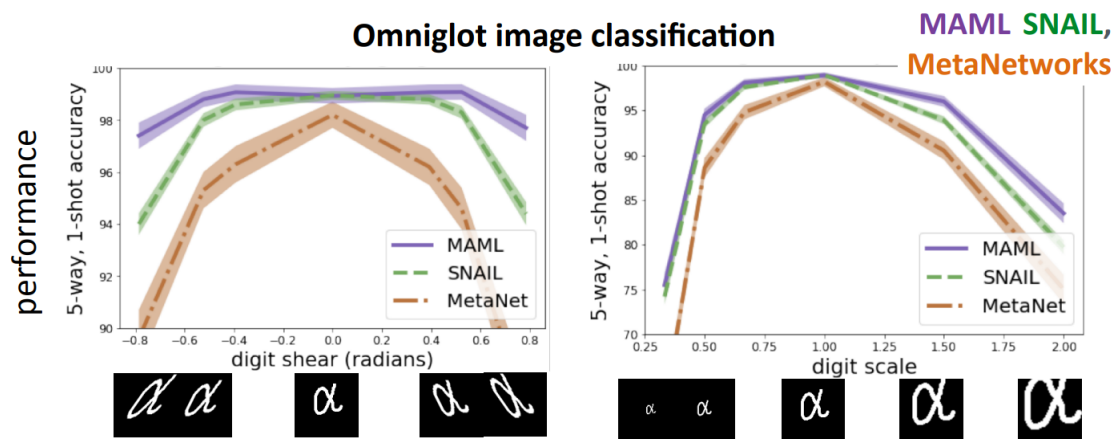 Omniglot image classification
MAML SNAIL,
MetaNetworks
performance
5-way, 1-shot accuracy
100
98
96
94
92
90
−0.8 −0.6 −0.4 −0.2 0.0 0.2 0.4 0.6 0.8
digit shear (radians)
MAML
SNAIL
MetaNet
5-way, 1-shot accuracy
100
95
90
85
80
75
70
0.25 0.50 0.75 1.00 1.25 1.50 1.75 2.00
digit scale
MAML
SNAIL
MetaNet
α α α α α
α α α α α